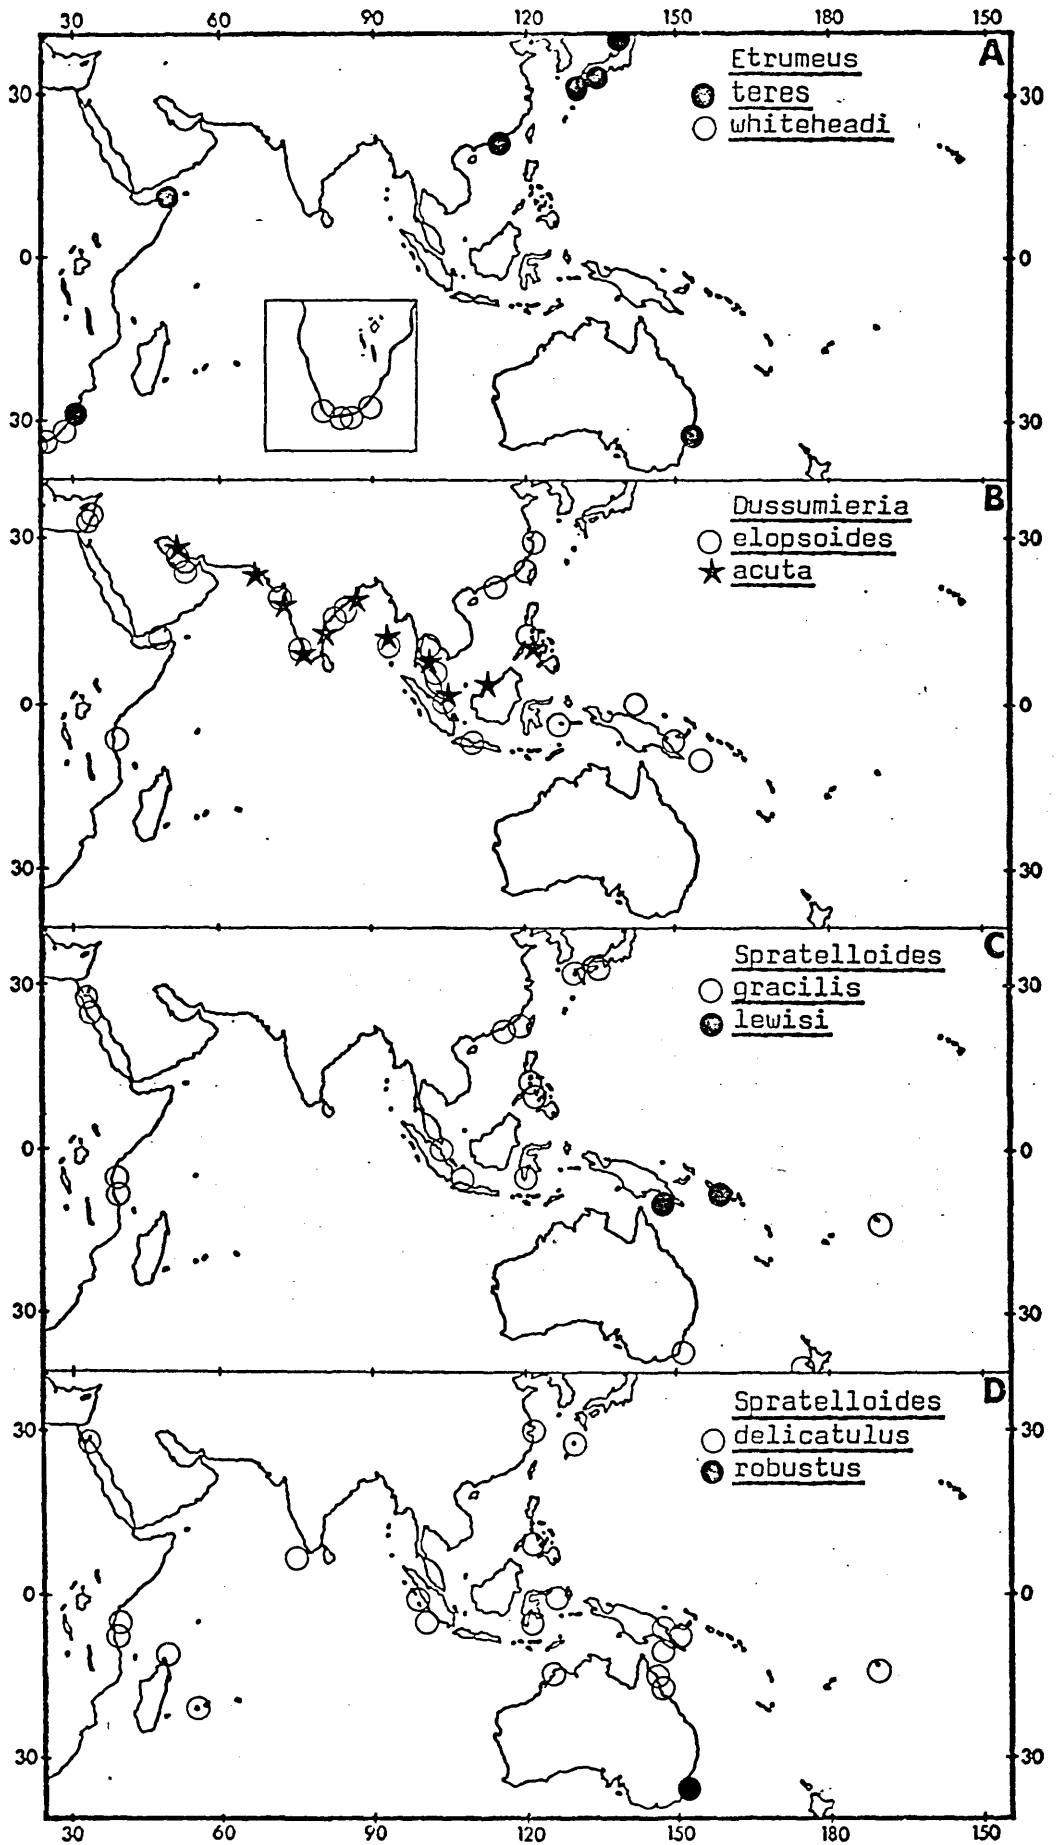 30 60 90 120 150 180 150
A
Etrumeus
teres
whiteheadi
30 30
0 0
30 30
B
Dussumieria
elopsoides
acuta
30 30
0 0
30 30
C
Spratelloides
gracilis
lewisi
30 30
0 0
30 30
D
Spratelloides
delicatulus
robustus
30 30
0 0
30 30
30 60 90 120 150 180 150